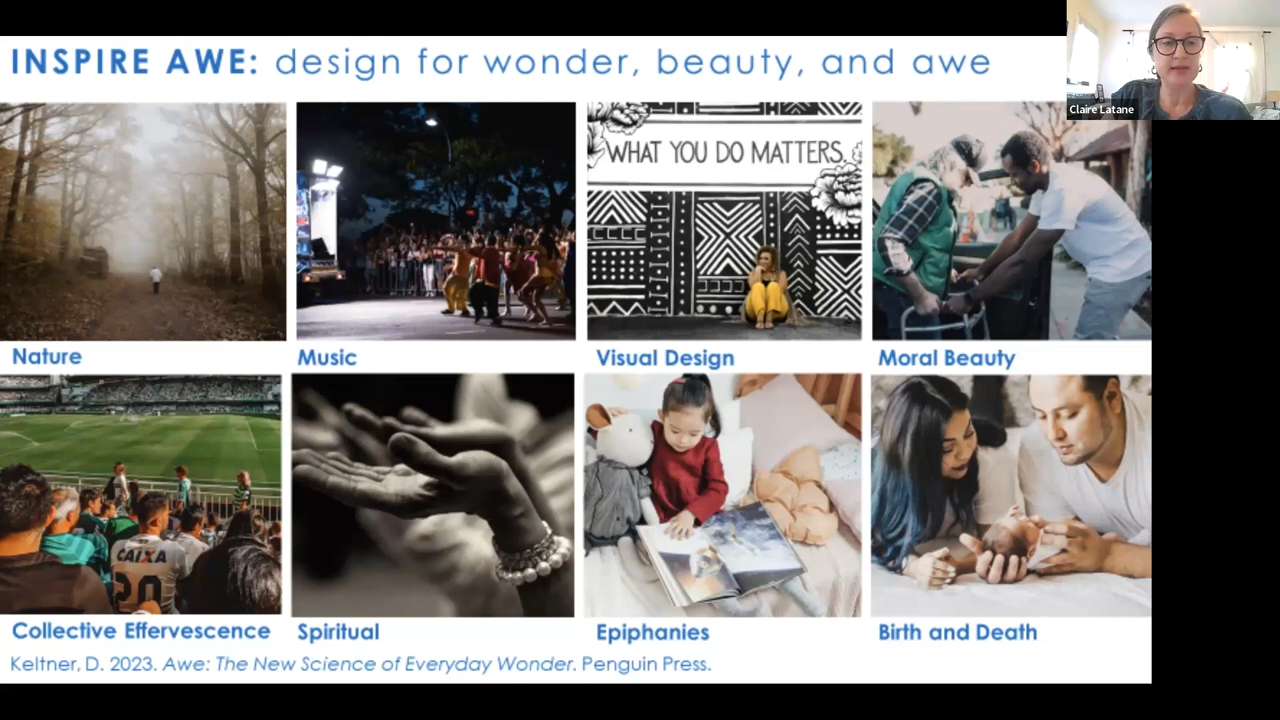 INSPIRE AWE: design for wonder, beauty, and awe
Claire Latane
WHAT YOU DO MATTERS.
Nature
Music
Visual Design
Moral Beauty
CAIXA
20
Collective Effervescence
Spiritual
Epiphanies
Birth and Death
Keltner, D. 2023. Awe: The New Science of Everyday Wonder. Penguin Press.